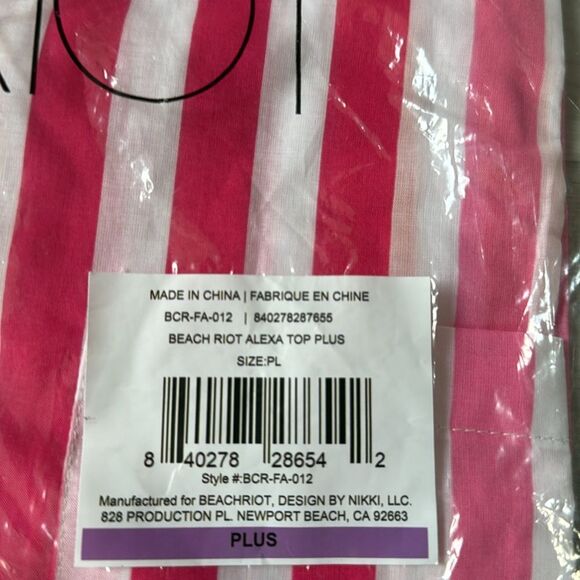 RIOT
MADE IN CHINA | FABRIQUE EN CHINE
BCR-FA-012 | 840278287655
BEACH RIOT ALEXA TOP PLUS
SIZE:PL
8 40278 28654 2
Style #:BCR-FA-012
Manufactured for BEACHRIOT, DESIGN BY NIKKI, LLC.
828 PRODUCTION PL. NEWPORT BEACH, CA 92663
PLUS